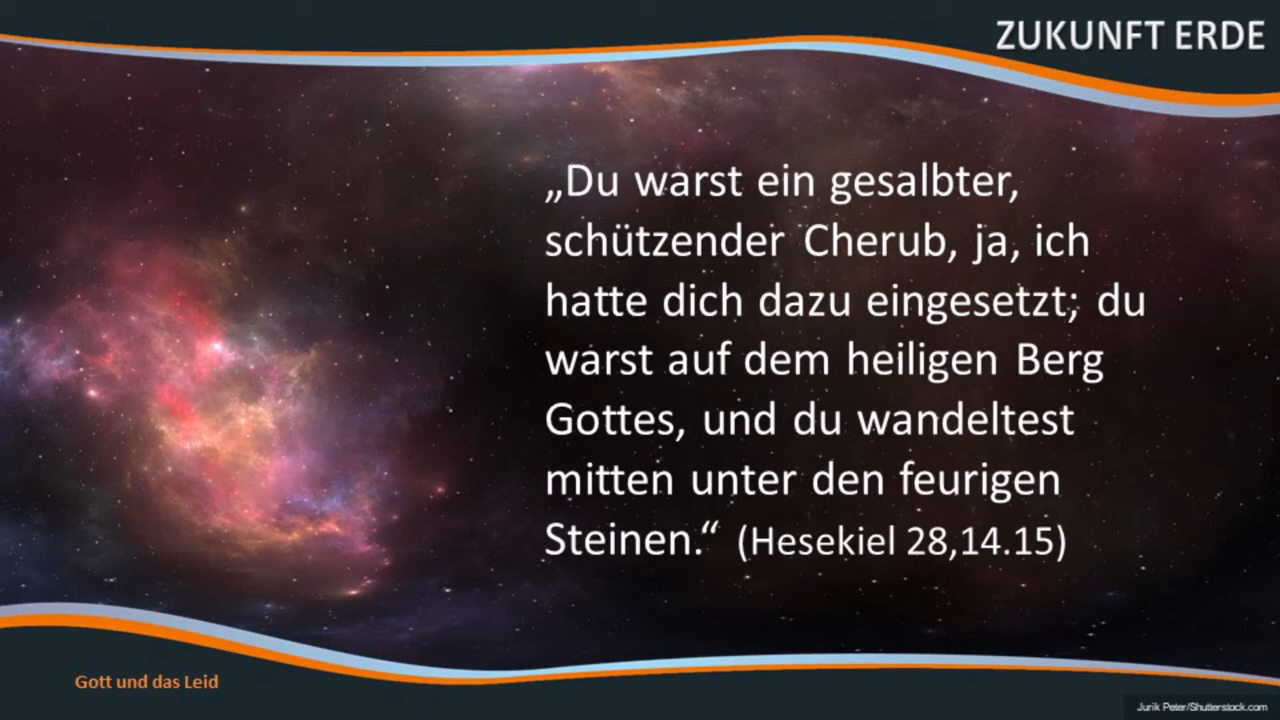 ZUKUNFT ERDE
„Du warst ein gesalbter,
schützender Cherub, ja, ich
hatte dich dazu eingesetzt; du
warst auf dem heiligen Berg
Gottes, und du wandeltest
mitten unter den feurigen
Steinen.“ (Hesekiel 28,14.15)
Gott und das Leid
Jurik Peter/Shutterstock.com